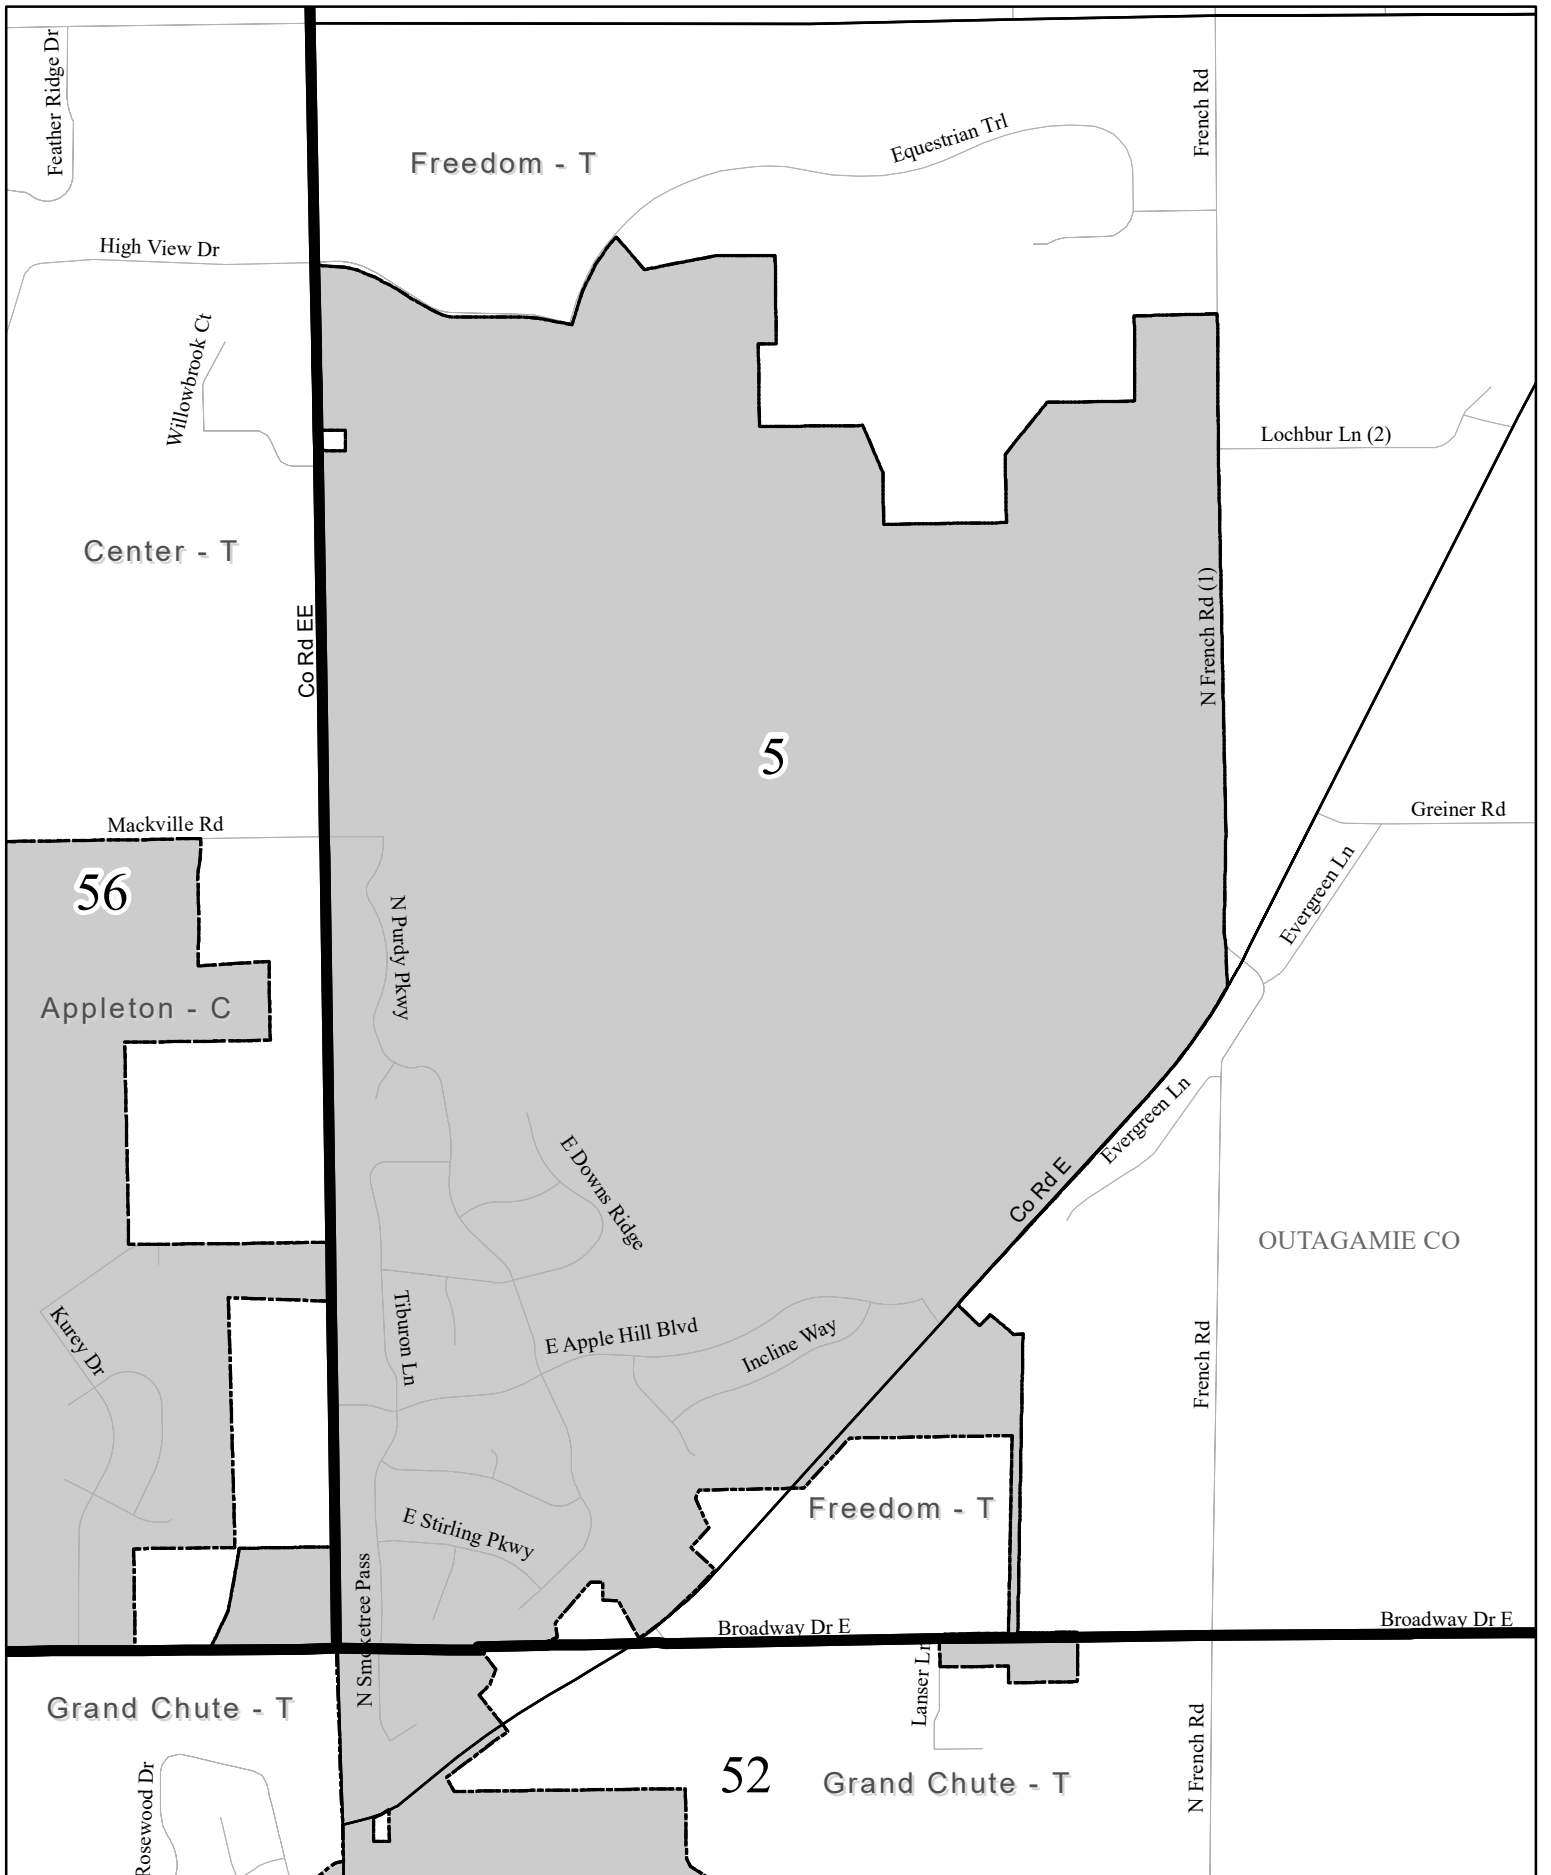 Feather Ridge Dr
French Rd
Equestrian Trl
Freedom - T
High View Dr
Willowbrook Ct
Lochbur Ln (2)
Center - T
Co Rd EE
N French Rd (1)
5
Mackville Rd
Greiner Rd
56
Evergreen Ln
N Purdy Pkwy
Appleton - C
Evergreen Ln
E Downs Ridge
Co Rd E
OUTAGAMIE CO
Kurey Dr
Tiburon Ln
E Apple Hill Blvd
Incline Way
French Rd
Freedom - T
E Stirling Pkwy
N Smoketree Pass
Broadway Dr E
Broadway Dr E
Lanser Ln
Grand Chute - T
N French Rd
52
Grand Chute - T
Rosewood Dr